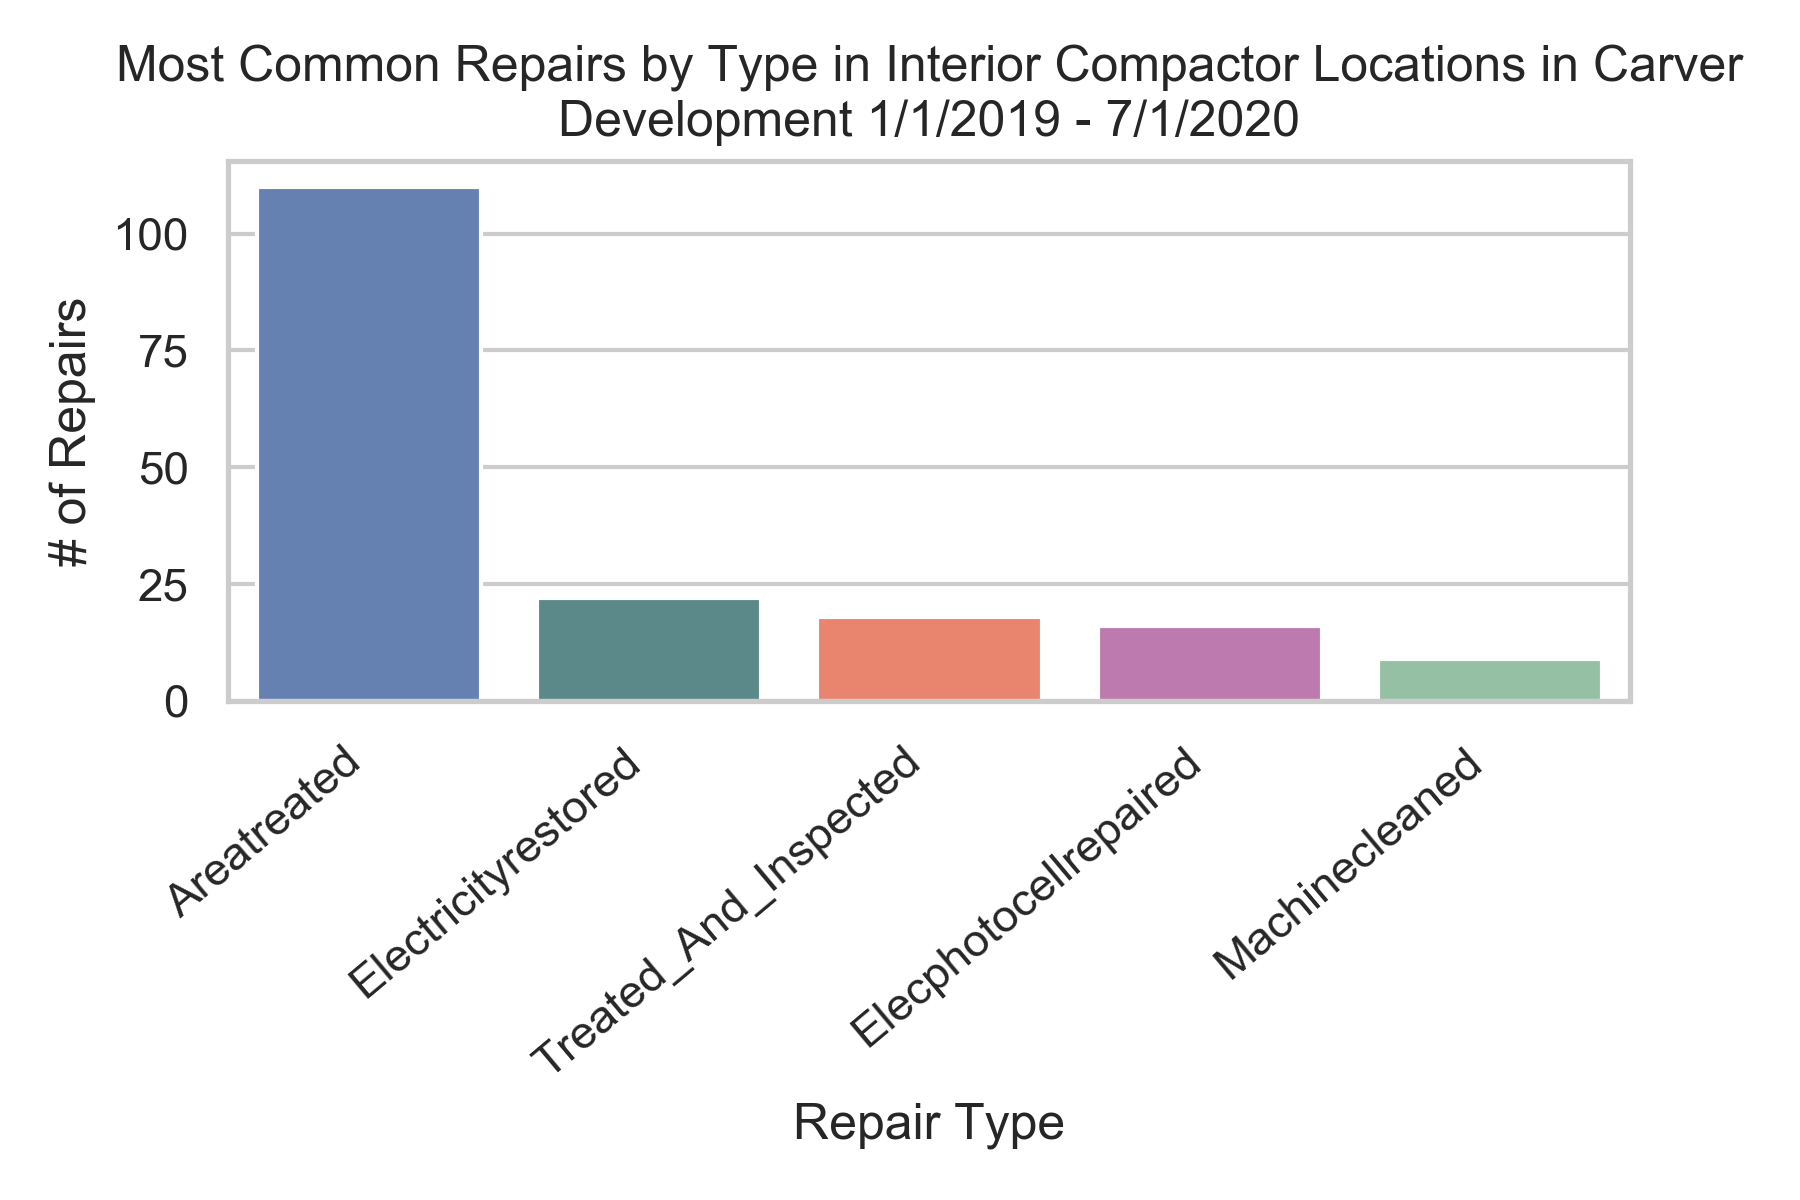 Most Common Repairs by Type in Interior Compactor Locations in Carver
Development 1/1/2019 - 7/1/2020
# of Repairs
100
75
50
25
0
Areatreated
Electricityrestored
Treated_And_Inspected
Elecphotocellrepaired
Machinecleaned
Repair Type